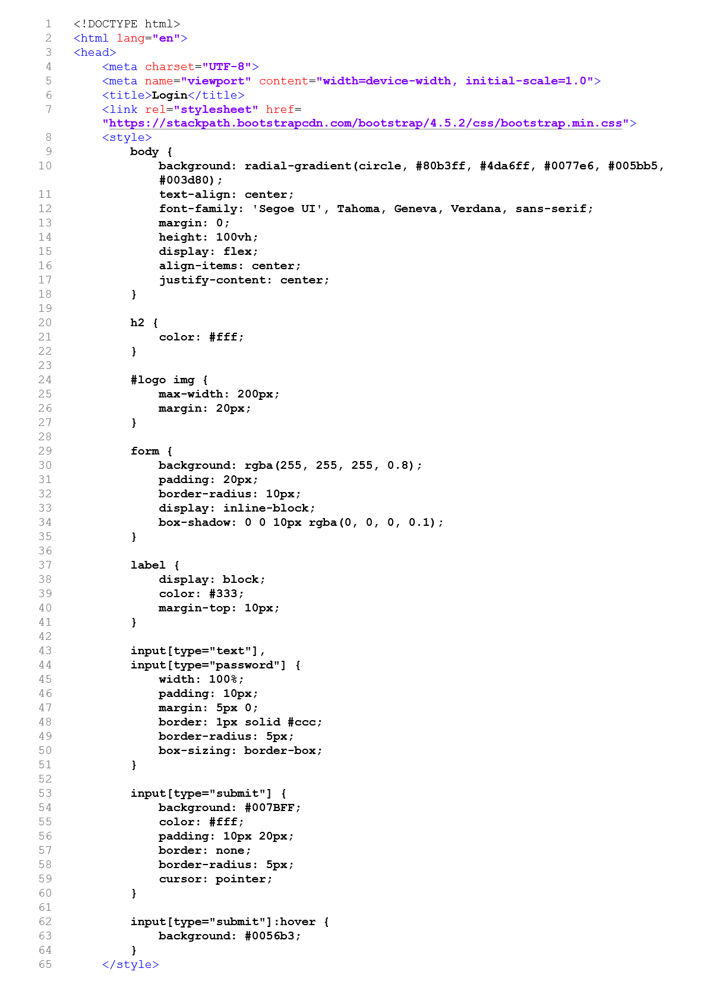 1 <!DOCTYPE html>
2 <html lang="en">
3 <head>
4 <meta charset="UTF-8">
5 <meta name="viewport" content="width=device-width, initial-scale=1.0">
6 <title>Login</title>
7 <link rel="stylesheet" href=
"https://stackpath.bootstrapcdn.com/bootstrap/4.5.2/css/bootstrap.min.css">
8 <style>
9 body {
10 background: radial-gradient(circle, #80b3ff, #4da6ff, #0077e6, #005bb5,
#003d80);
11 text-align: center;
12 font-family: 'Segoe UI', Tahoma, Geneva, Verdana, sans-serif;
13 margin: 0;
14 height: 100vh;
15 display: flex;
16 align-items: center;
17 justify-content: center;
18 }
19
20 h2 {
21 color: #fff;
22 }
23
24 #logo img {
25 max-width: 200px;
26 margin: 20px;
27 }
28
29 form {
30 background: rgba(255, 255, 255, 0.8);
31 padding: 20px;
32 border-radius: 10px;
33 display: inline-block;
34 box-shadow: 0 0 10px rgba(0, 0, 0, 0.1);
35 }
36
37 label {
38 display: block;
39 color: #333;
40 margin-top: 10px;
41 }
42
43 input[type="text"],
44 input[type="password"] {
45 width: 100%;
46 padding: 10px;
47 margin: 5px 0;
48 border: 1px solid #ccc;
49 border-radius: 5px;
50 box-sizing: border-box;
51 }
52
53 input[type="submit"] {
54 background: #007BFF;
55 color: #fff;
56 padding: 10px 20px;
57 border: none;
58 border-radius: 5px;
59 cursor: pointer;
60 }
61
62 input[type="submit"]:hover {
63 background: #0056b3;
64 }
65 </style>